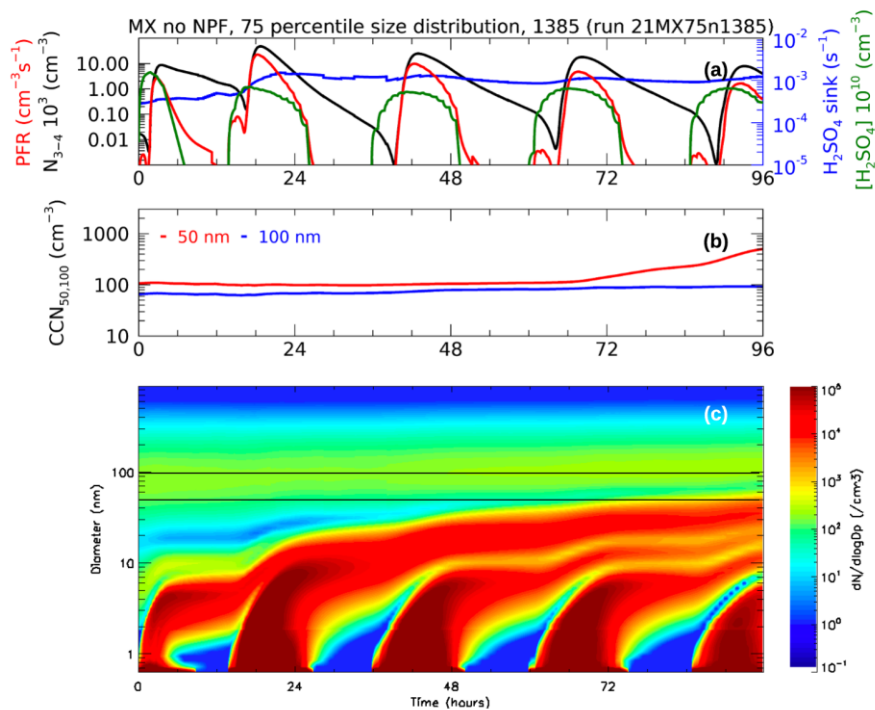 MX no NPF, 75 percentile size distribution, 1385 (run 21MX75n1385)
PFR (cm⁻³s⁻¹)
N₃₋₄ 10³ (cm⁻³)
10.00
1.00
0.10
0.01
(a)
10⁻²
10⁻³
10⁻⁴
10⁻⁵
H₂SO₄ sink (s⁻¹)
[H₂SO₄] 10¹⁰ (cm⁻³)
0 24 48 72 96
CCN₅₀,₁₀₀ (cm⁻³)
1000
100
10
50 nm 100 nm
(b)
0 24 48 72 96
Diameter (nm)
100
10
1
(c)
0 24 48 72
Time (hours)
10⁶
10⁴
10³
10²
10¹
10⁰
10⁻¹
dN/dlogDp (/cm3)